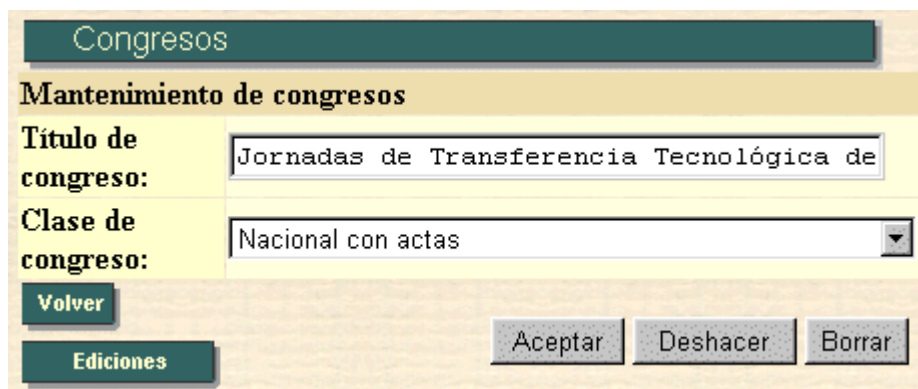 Congresos
Mantenimiento de congresos
Título de
congreso:
Jornadas de Transferencia Tecnológica de
Clase de
congreso:
Nacional con actas
Volver
Aceptar Deshacer Borrar
Ediciones